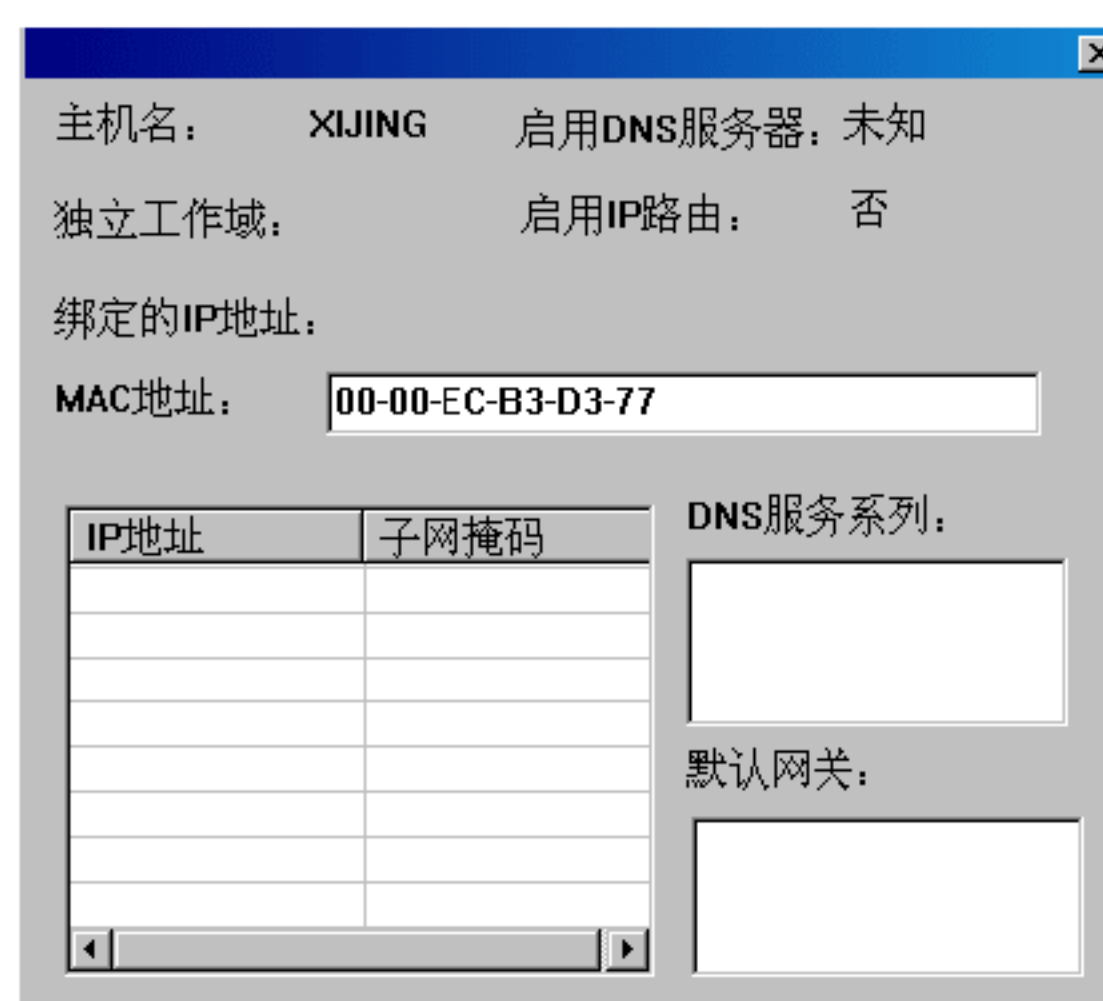 主机名： XIJING 启用DNS服务器：未知
独立工作域： 启用IP路由： 否
绑定的IP地址：
MAC地址： 00-00-EC-B3-D3-77
IP地址 子网掩码 DNS服务系列：
默认网关：